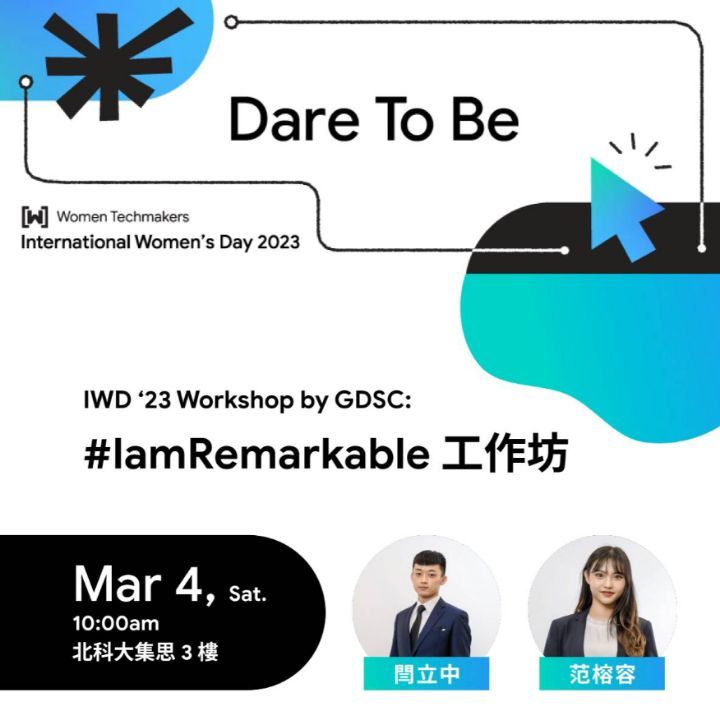 Dare To Be
Women Techmakers
International Women's Day 2023
IWD ‘23 Workshop by GDSC:
#IamRemarkable 工作坊
Mar 4, Sat.
10:00am
北科大集思 3 樓
閆立中
范榕容